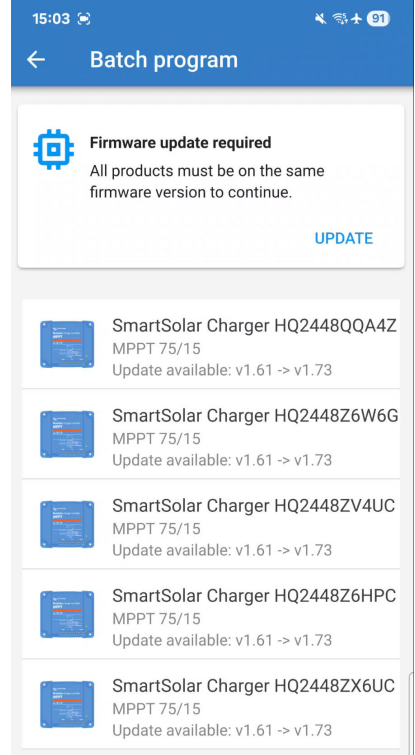 15:03
91
Batch program
Firmware update required
All products must be on the same
firmware version to continue.
UPDATE
SmartSolar Charger HQ2448QQA4Z
MPPT 75/15
Update available: v1.61 -> v1.73
SmartSolar Charger HQ2448Z6W6G
MPPT 75/15
Update available: v1.61 -> v1.73
SmartSolar Charger HQ2448ZV4UC
MPPT 75/15
Update available: v1.61 -> v1.73
SmartSolar Charger HQ2448Z6HPC
MPPT 75/15
Update available: v1.61 -> v1.73
SmartSolar Charger HQ2448ZX6UC
MPPT 75/15
Update available: v1.61 -> v1.73